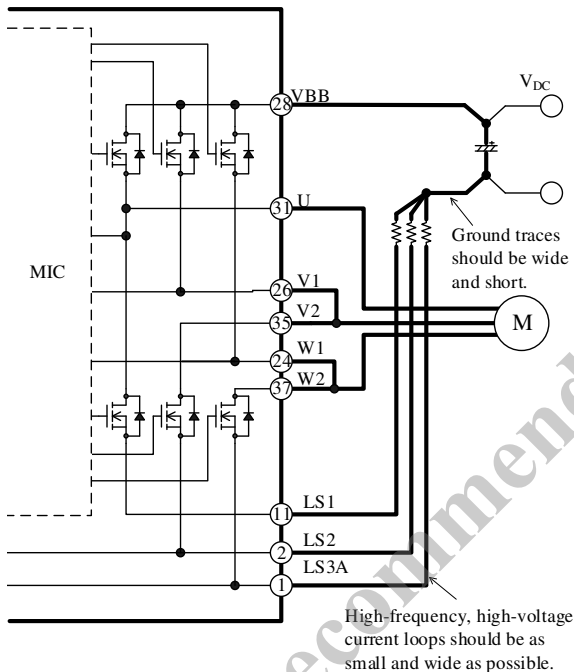 VDC
28 VBB
31 U
Ground traces
should be wide
and short.
MIC
26 V1
35 V2
M
24 W1
37 W2
11 LS1
2 LS2
1 LS3A
High-frequency, high-voltage
current loops should be as
small and wide as possible.
ecommend